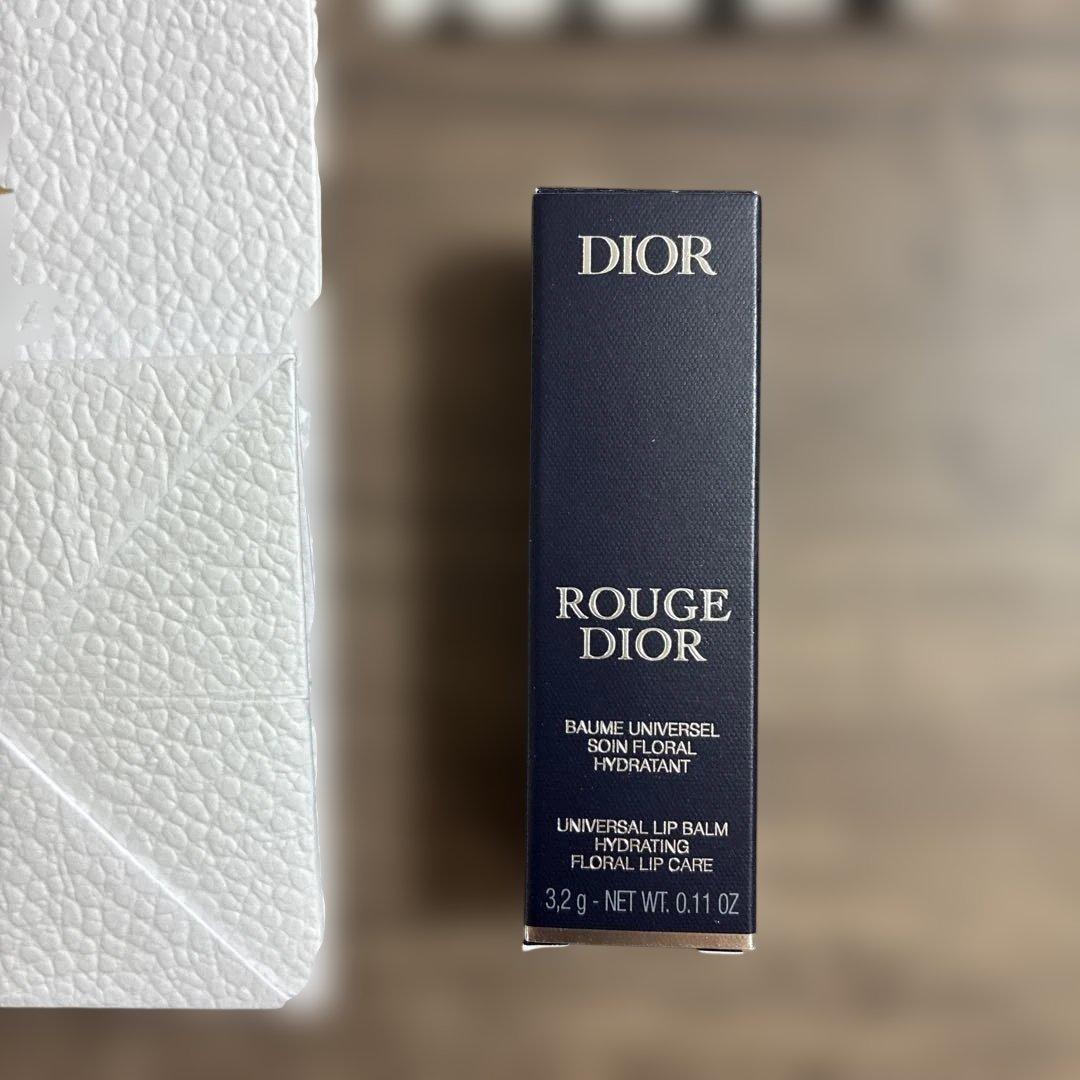 DIOR
ROUGE
DIOR
BAUME UNIVERSEL
SOIN FLORAL
HYDRATANT
UNIVERSAL LIP BALM
HYDRATING
FLORAL LIP CARE
3,2 g - NET WT. 0.11 OZ